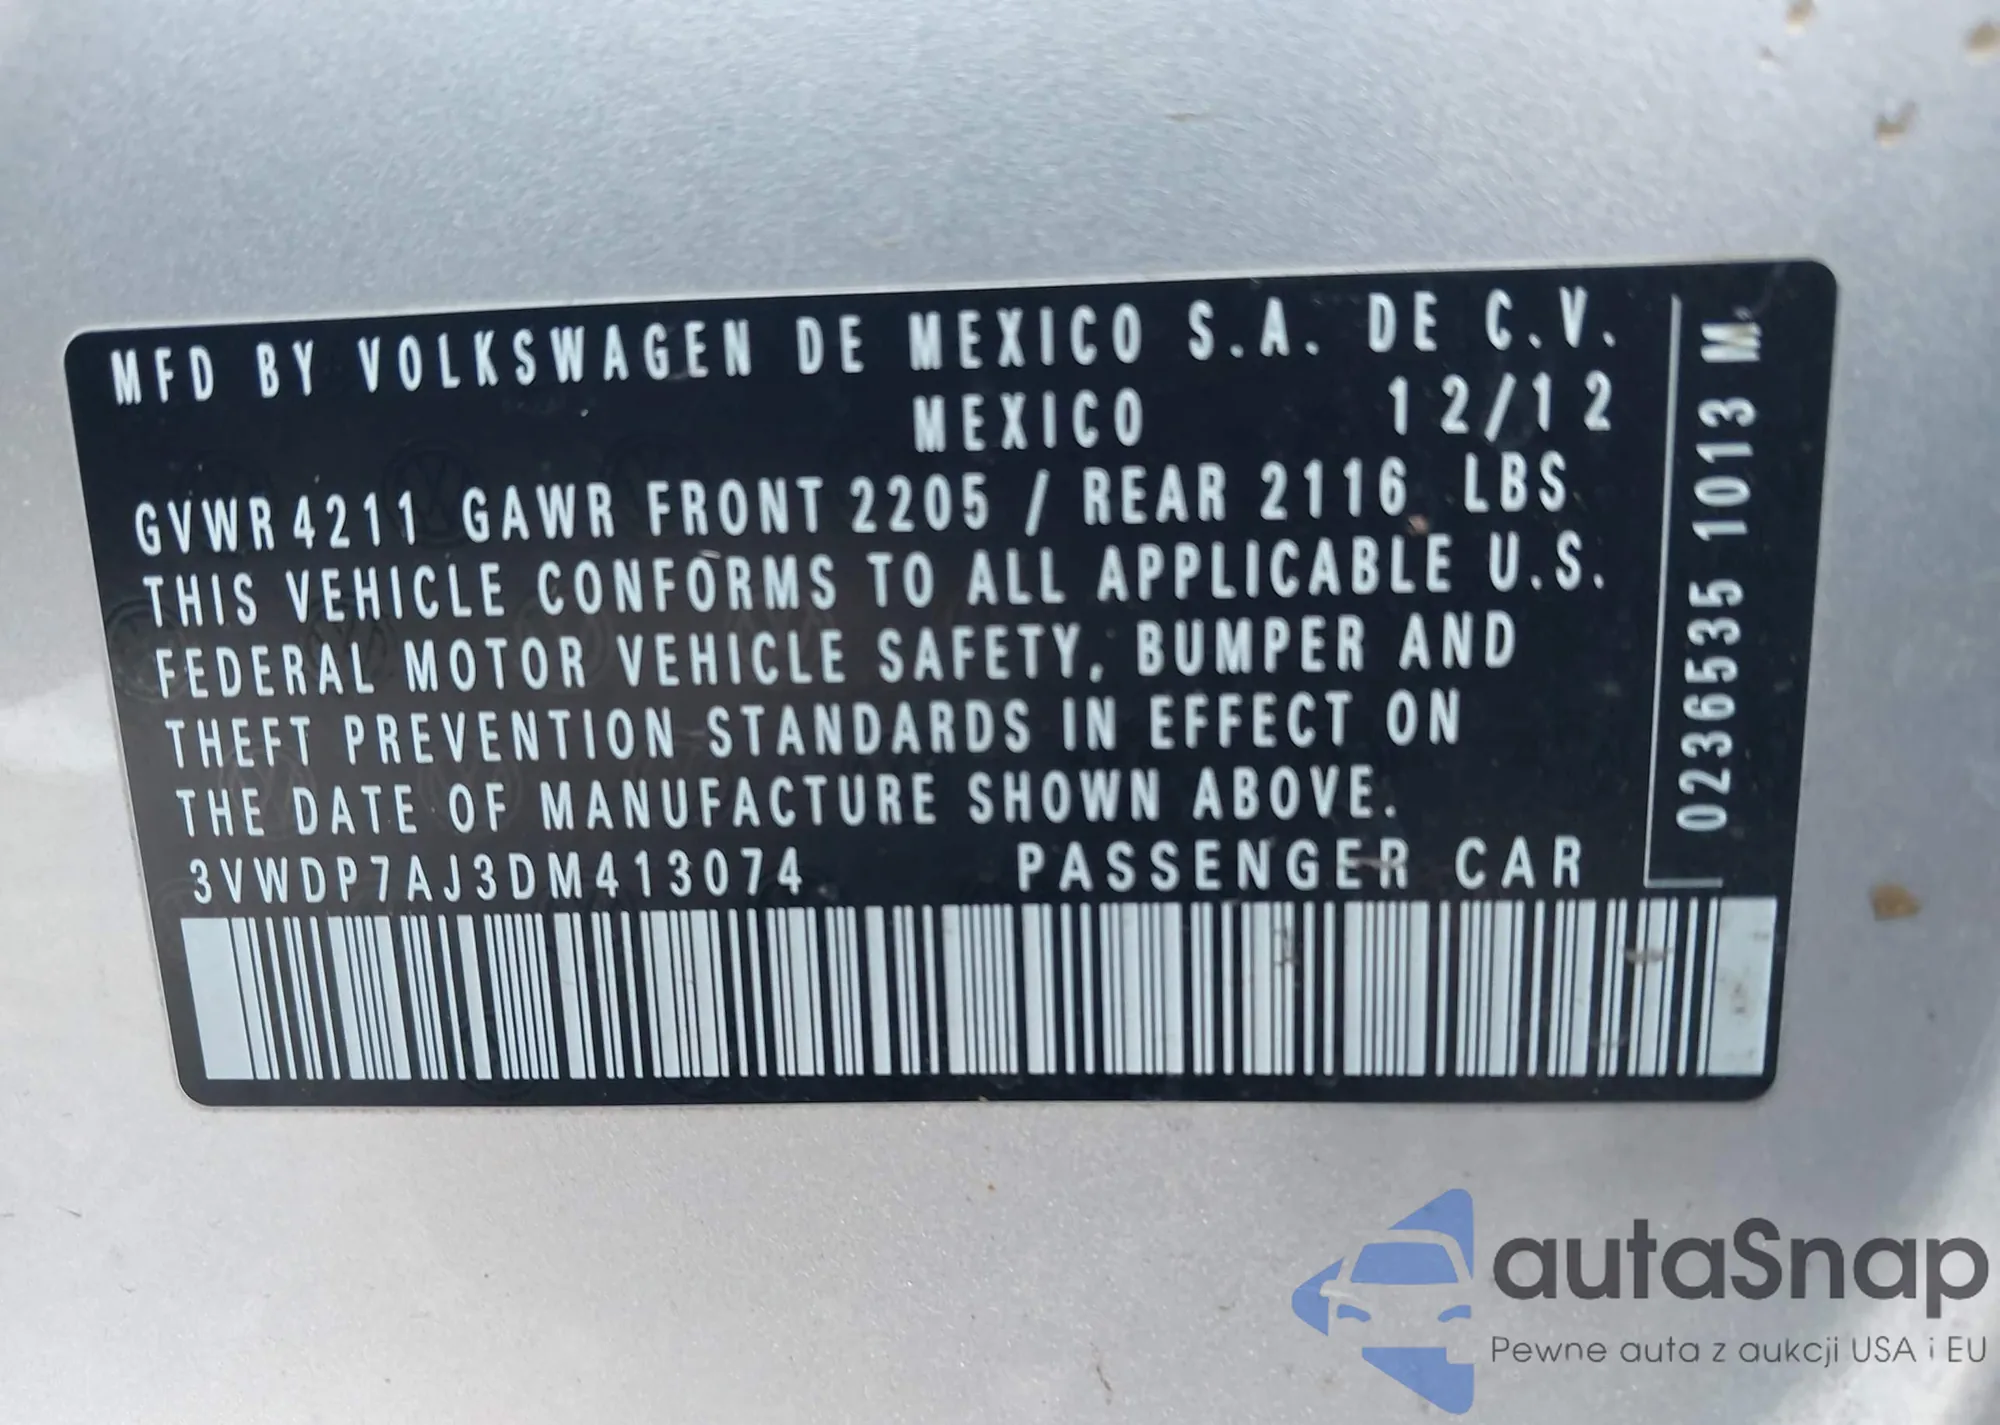 MFD BY VOLKSWAGEN DE MEXICO S.A. DE C.V.
MEXICO 12/12
GVWR 4211 GAWR FRONT 2205 / REAR 2116 LBS
THIS VEHICLE CONFORMS TO ALL APPLICABLE U.S.
FEDERAL MOTOR VEHICLE SAFETY, BUMPER AND
THEFT PREVENTION STANDARDS IN EFFECT ON
THE DATE OF MANUFACTURE SHOWN ABOVE.
3VWDP7AJ3DM413074 PASSENGER CAR
0236535 1013 M
autaSnap
Pewne auta z aukcji USA i EU